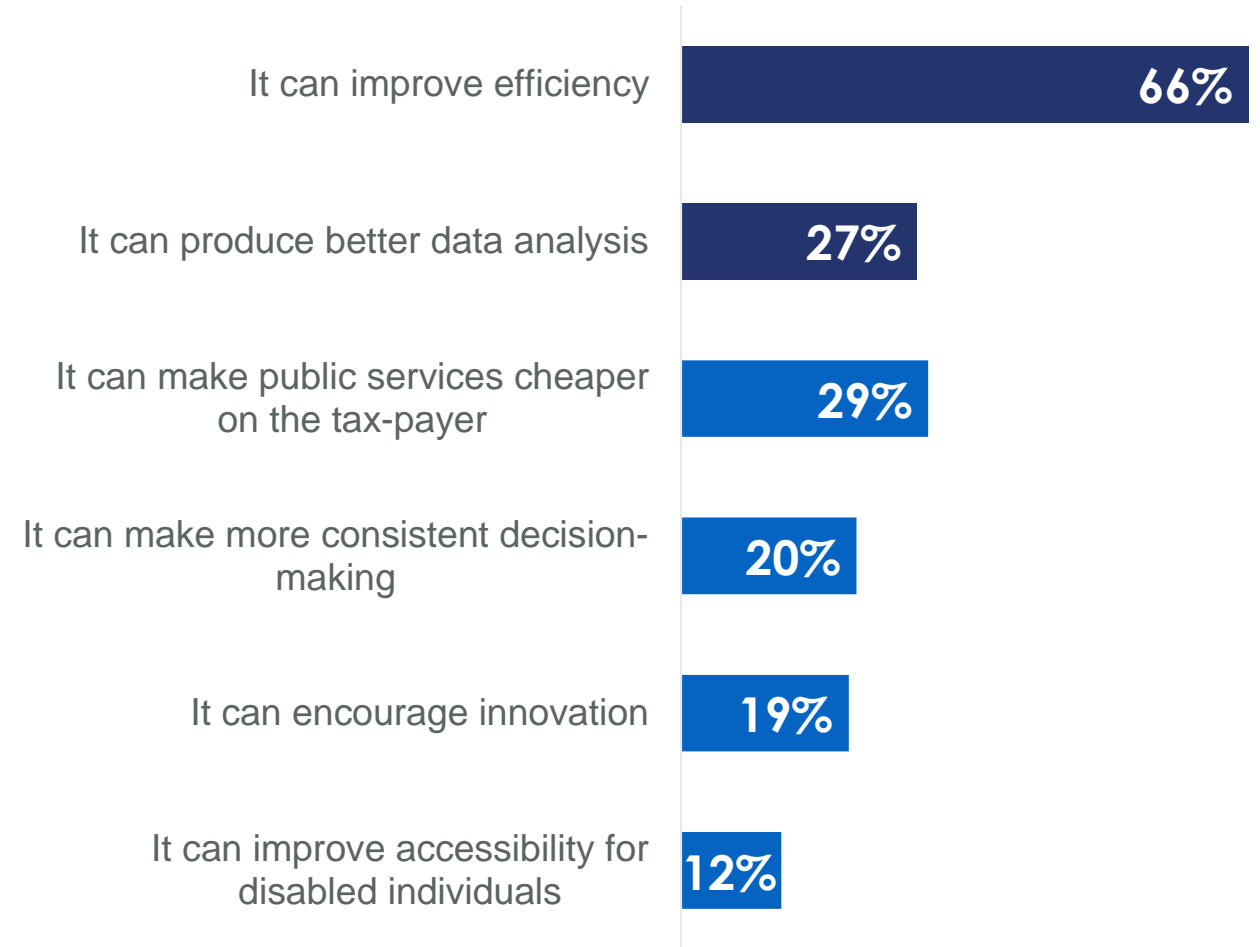 It can improve efficiency
66%
It can produce better data analysis
27%
It can make public services cheaper
on the tax-payer
29%
It can make more consistent decision-
making
20%
It can encourage innovation
19%
It can improve accessibility for
disabled individuals
12%